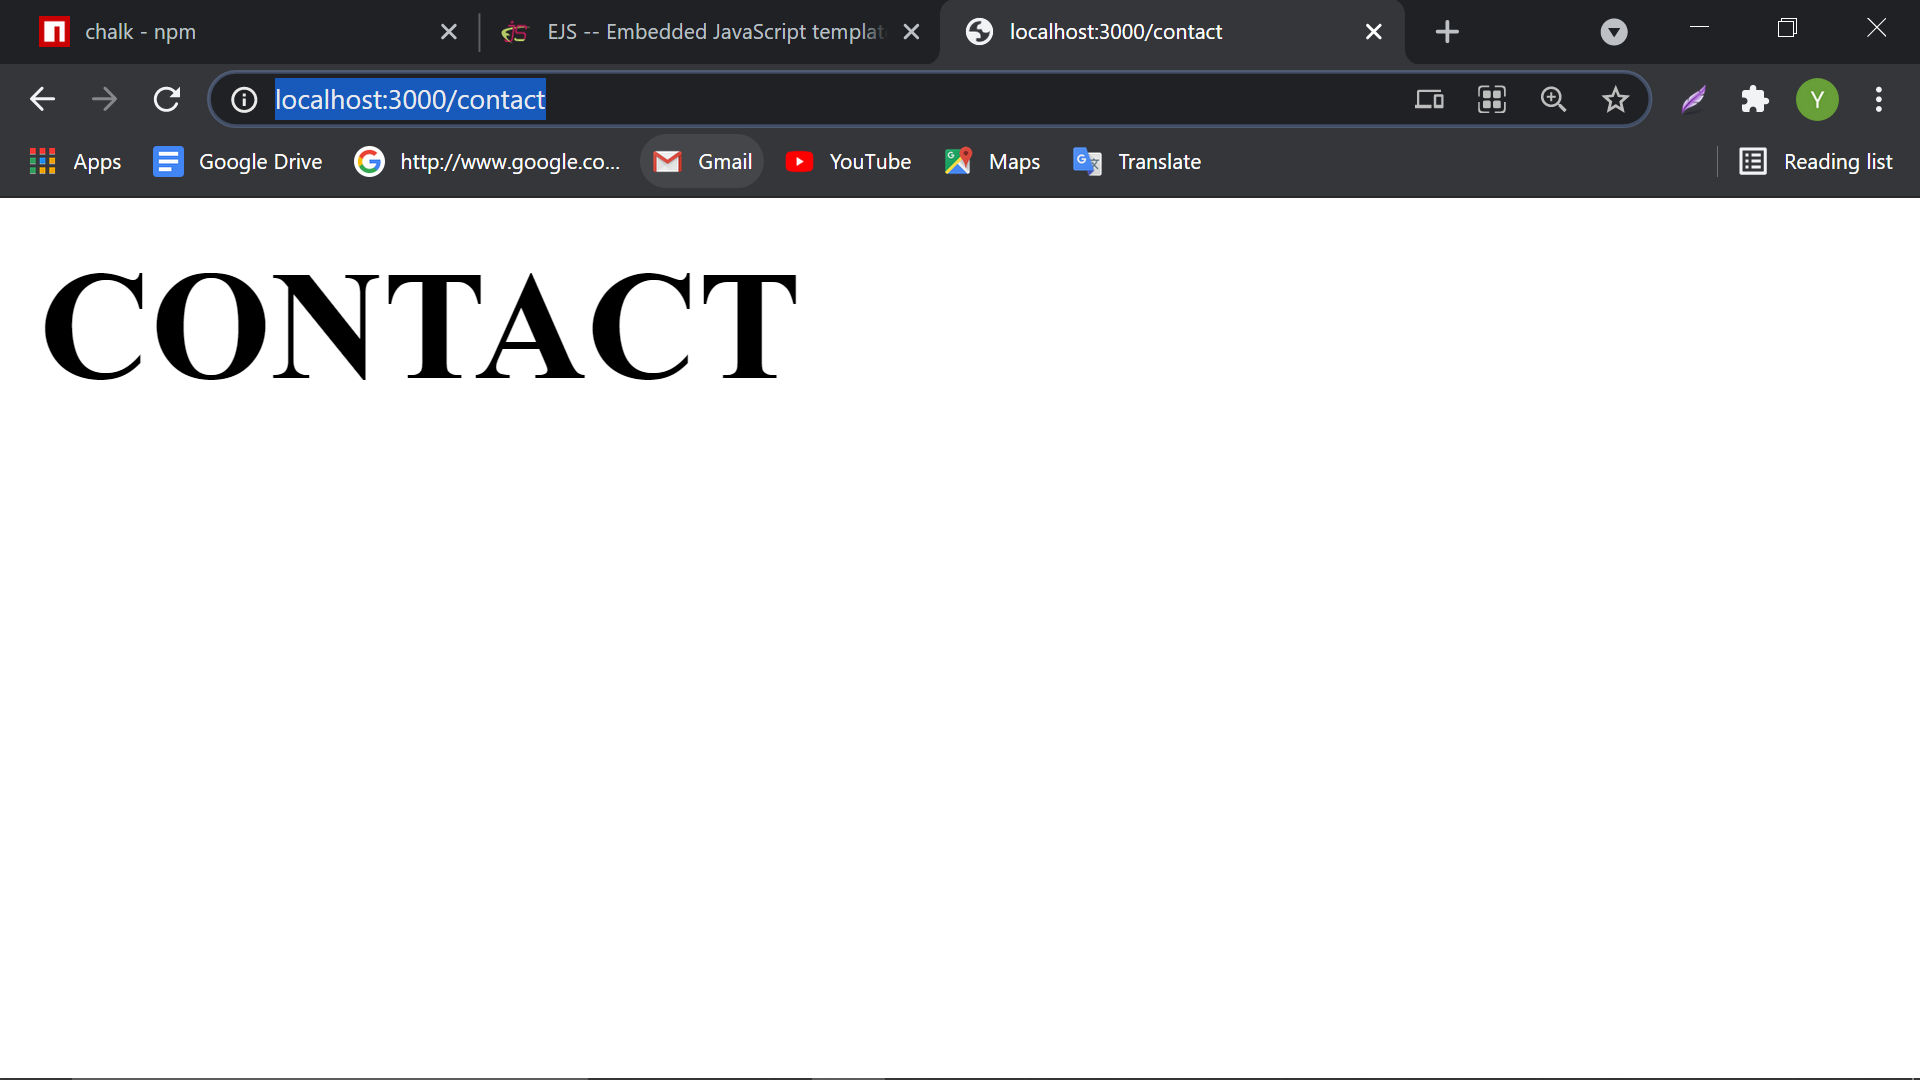 chalk - npm
EJS -- Embedded JavaScript templat
localhost:3000/contact
localhost:3000/contact
Y
Apps
Google Drive
http://www.google.co...
Gmail
YouTube
Maps
Translate
Reading list
CONTACT